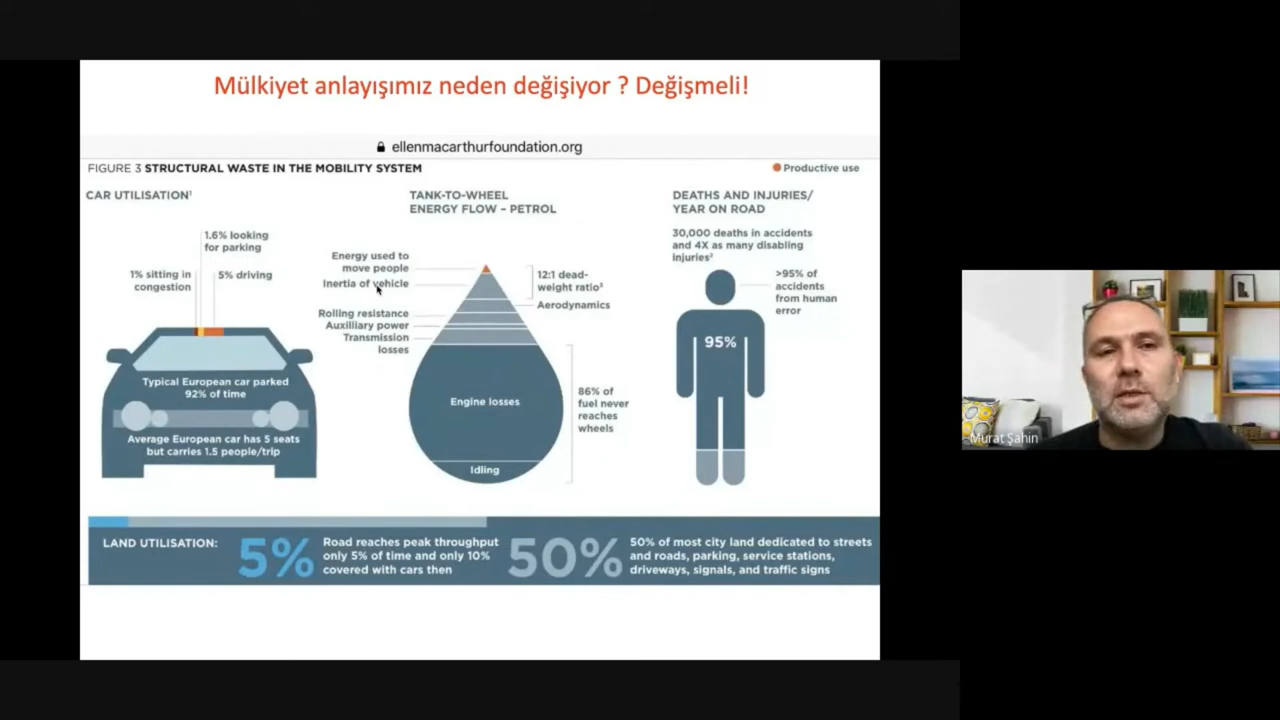 Mülkiyet anlayışımız neden değişiyor ? Değişmeli!
ellenmacarthurfoundation.org
FIGURE 3 STRUCTURAL WASTE IN THE MOBILITY SYSTEM
Productive use
CAR UTILISATION¹
1.6% looking
for parking
1% sitting in
congestion
5% driving
Typical European car parked
92% of time
Average European car has 5 seats
but carries 1.5 people/trip
TANK-TO-WHEEL
ENERGY FLOW – PETROL
Energy used to
move people
Inertia of vehicle
Rolling resistance
Auxilliary power
Transmission
losses
12:1 dead-
weight ratio³
Aerodynamics
Engine losses
86% of
fuel never
reaches
wheels
Idling
DEATHS AND INJURIES/
YEAR ON ROAD
30,000 deaths in accidents
and 4X as many disabling
injuries²
>95% of
accidents
from human
error
95%
LAND UTILISATION:
5%
Road reaches peak throughput
only 5% of time and only 10%
covered with cars then
50%
50% of most city land dedicated to streets
and roads, parking, service stations,
driveways, signals, and traffic signs
Murat Şahin